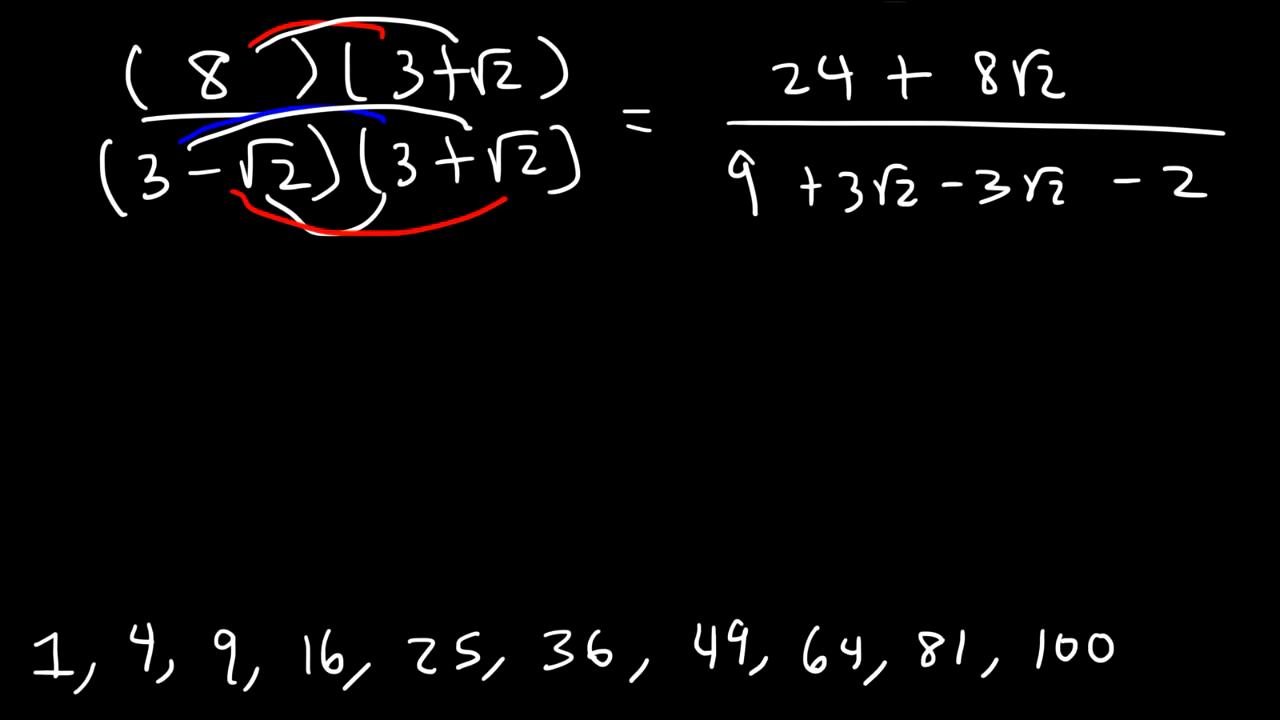 ( 8 ) ( 3 + √2 ) = 24 + 8√2
(3 - √2) (3 + √2) 9 + 3√2 - 3√2 - 2
1, 4, 9, 16, 25, 36, 49, 64, 81, 100